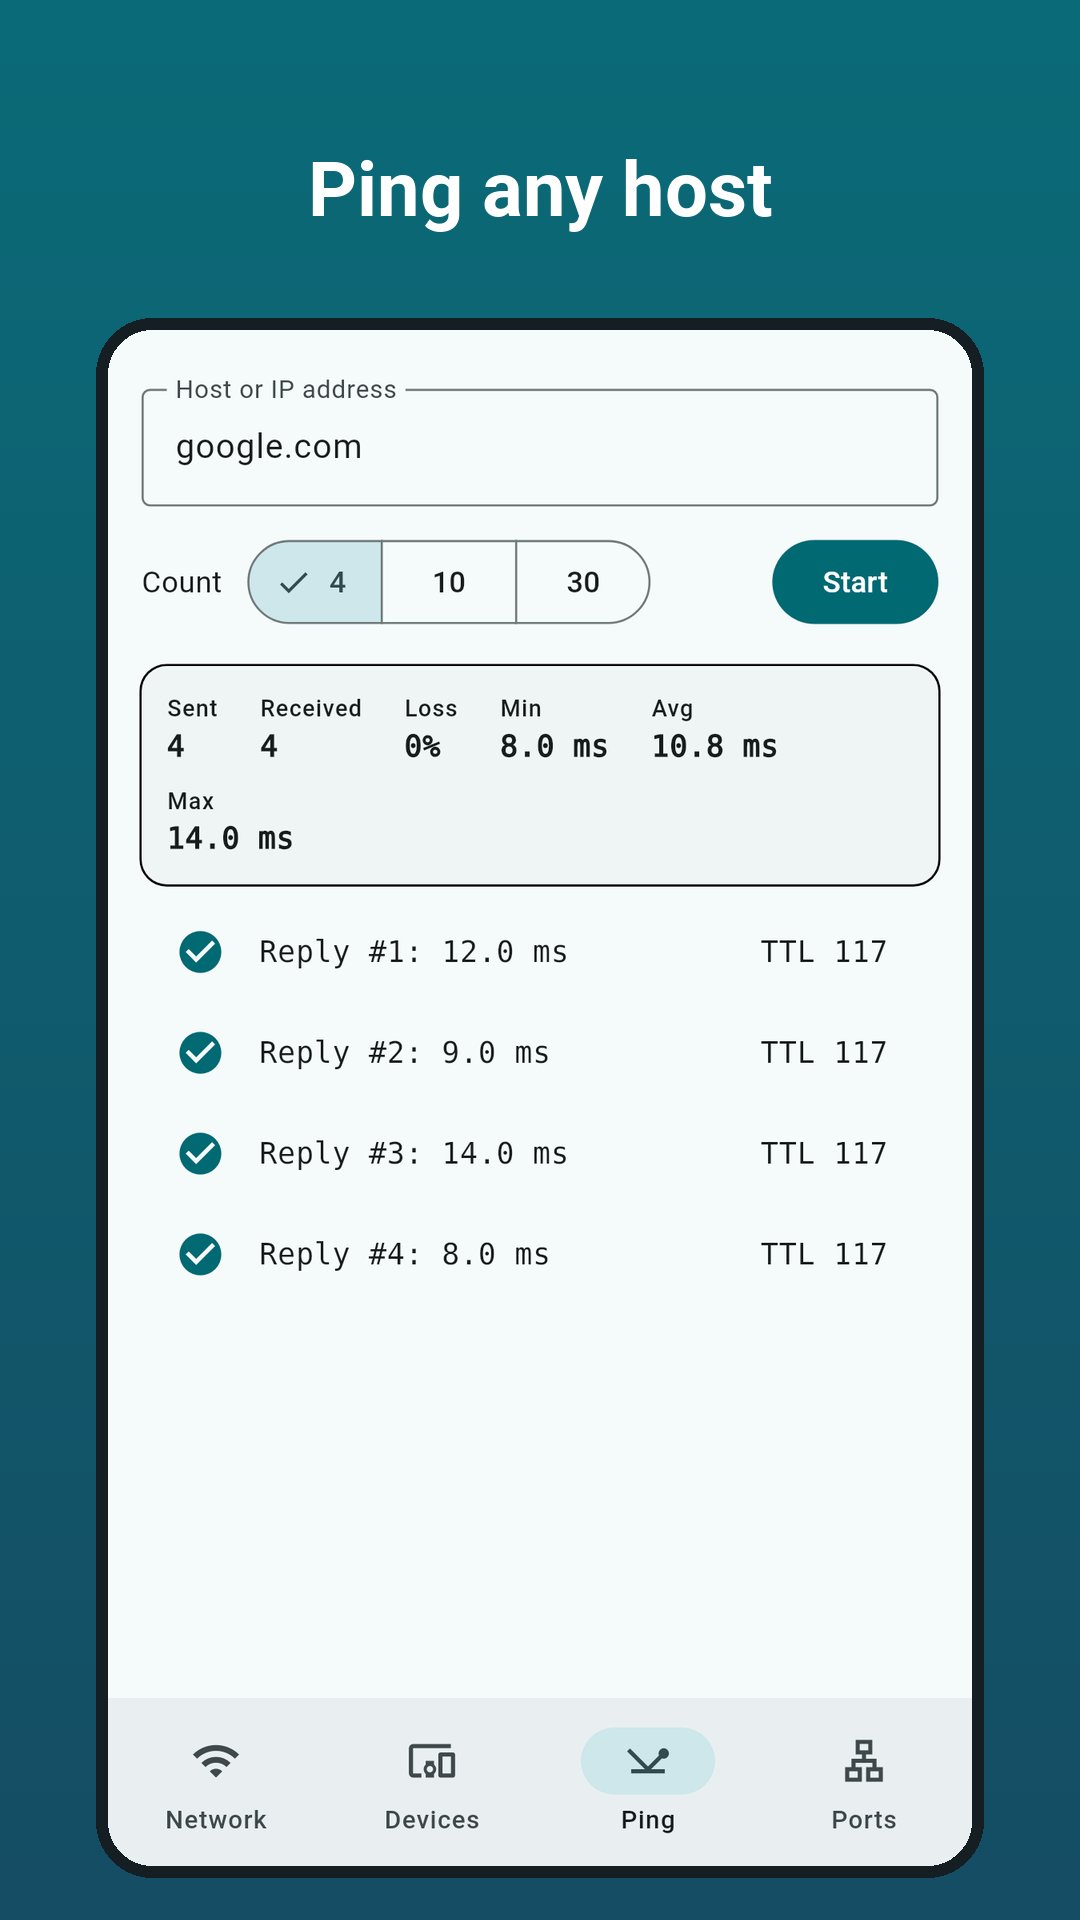 Ping any host
Host or IP address
google.com
Count 4 10 30 Start
Sent Received Loss Min Avg
4 4 0% 8.0 ms 10.8 ms
Max
14.0 ms
Reply #1: 12.0 ms TTL 117
Reply #2: 9.0 ms TTL 117
Reply #3: 14.0 ms TTL 117
Reply #4: 8.0 ms TTL 117
Network Devices Ping Ports